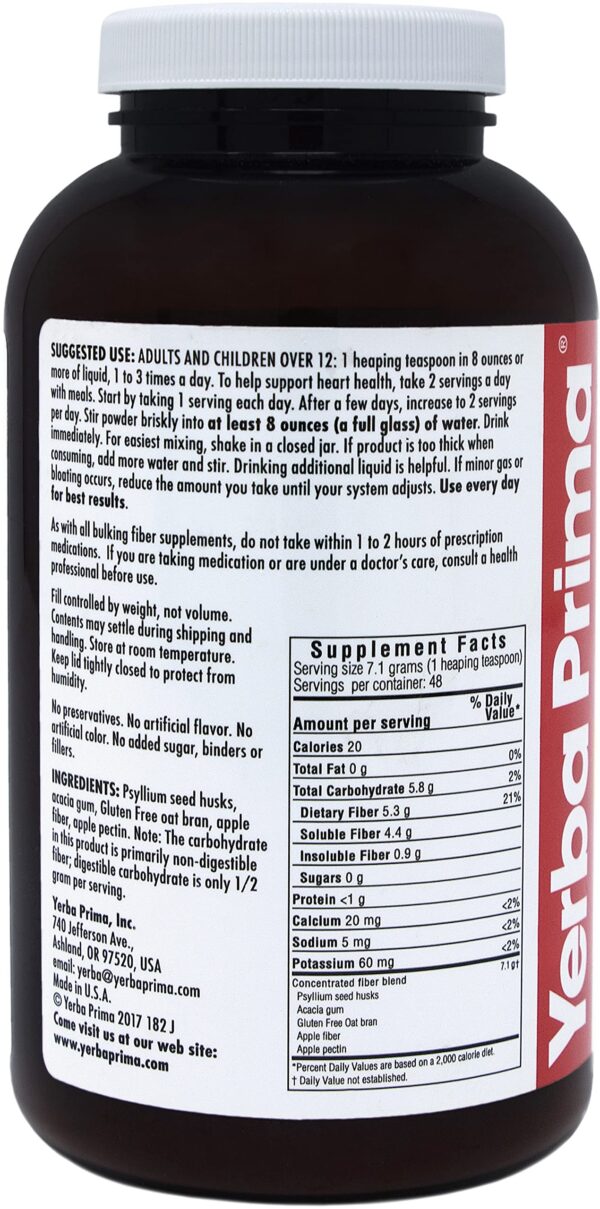 SUGGESTED USE: ADULTS AND CHILDREN OVER 12: 1 heaping teaspoon in 8 ounces or
more of liquid, 1 to 3 times a day. To help support heart health, take 2 servings a day
with meals. Start by taking 1 serving each day. After a few days, increase to 2 servings
per day. Stir powder briskly into at least 8 ounces (a full glass) of water. Drink
immediately. For easiest mixing, shake in a closed jar. If product is too thick when
consuming, add more water and stir. Drinking additional liquid is helpful. If minor gas or
bloating occurs, reduce the amount you take until your system adjusts. Use every day
for best results.
As with all bulking fiber supplements, do not take within 1 to 2 hours of prescription
medications. If you are taking medication or are under a doctor's care, consult a health
professional before use.
Fill controlled by weight, not volume.
Contents may settle during shipping and
handling. Store at room temperature.
Keep lid tightly closed to protect from
humidity.
No preservatives. No artificial flavor. No
artificial color. No added sugar, binders or
fillers.
INGREDIENTS: Psyllium seed husks,
acacia gum, Gluten Free oat bran, apple
fiber, apple pectin. Note: The carbohydrate
in this product is primarily non-digestible
fiber; digestible carbohydrate is only 1/2
gram per serving.
Yerba Prima, Inc.
740 Jefferson Ave.,
Ashland, OR 97520, USA
email: yerba@yerbaprima.com
Made in U.S.A.
© Yerba Prima 2017 182 J
Come visit us at our web site:
www.yerbaprima.com
Supplement Facts
Serving size 7.1 grams (1 heaping teaspoon)
Servings per container: 48
% Daily
Amount per serving Value*
Calories 20
Total Fat 0 g 0%
Total Carbohydrate 5.8 g 2%
Dietary Fiber 5.3 g 21%
Soluble Fiber 4.4 g
Insoluble Fiber 0.9 g
Sugars 0 g
Protein <1 g
Calcium 20 mg <2%
Sodium 5 mg <2%
Potassium 60 mg <2%
Concentrated fiber blend 7.1 g†
Psyllium seed husks
Acacia gum
Gluten Free Oat bran
Apple fiber
Apple pectin
*Percent Daily Values are based on a 2,000 calorie diet.
† Daily Value not established.
Yerba Prima®